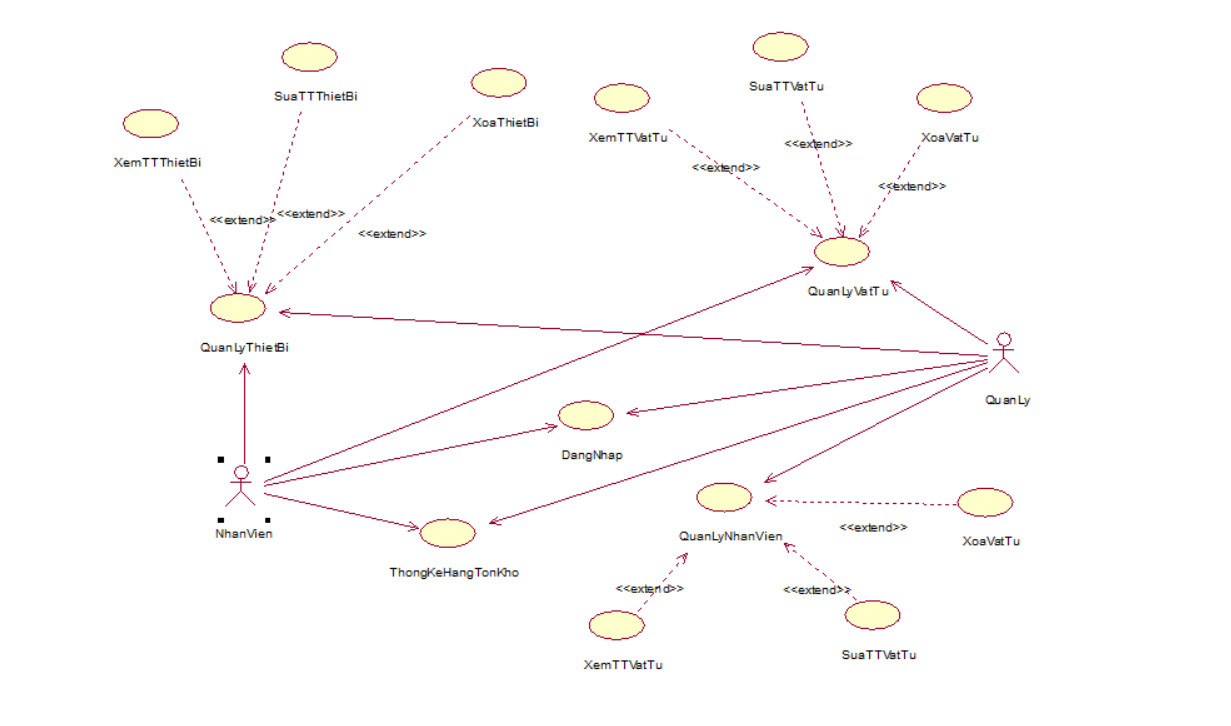 SuaTTThietBi
XoaThietBi
XemTTThietBi
<<extend>>
<<extend>>
<<extend>>
QuanLyThietBi
SuaTTVatTu
XemTTVatTu
XoaVatTu
<<extend>>
<<extend>>
<<extend>>
QuanLyVatTu
QuanLy
DangNhap
NhanVien
ThongKeHangTonKho
QuanLyNhanVien
<<extend>>
XoaVatTu
<<extend>>
<<extend>>
XemTTVatTu
SuaTTVatTu